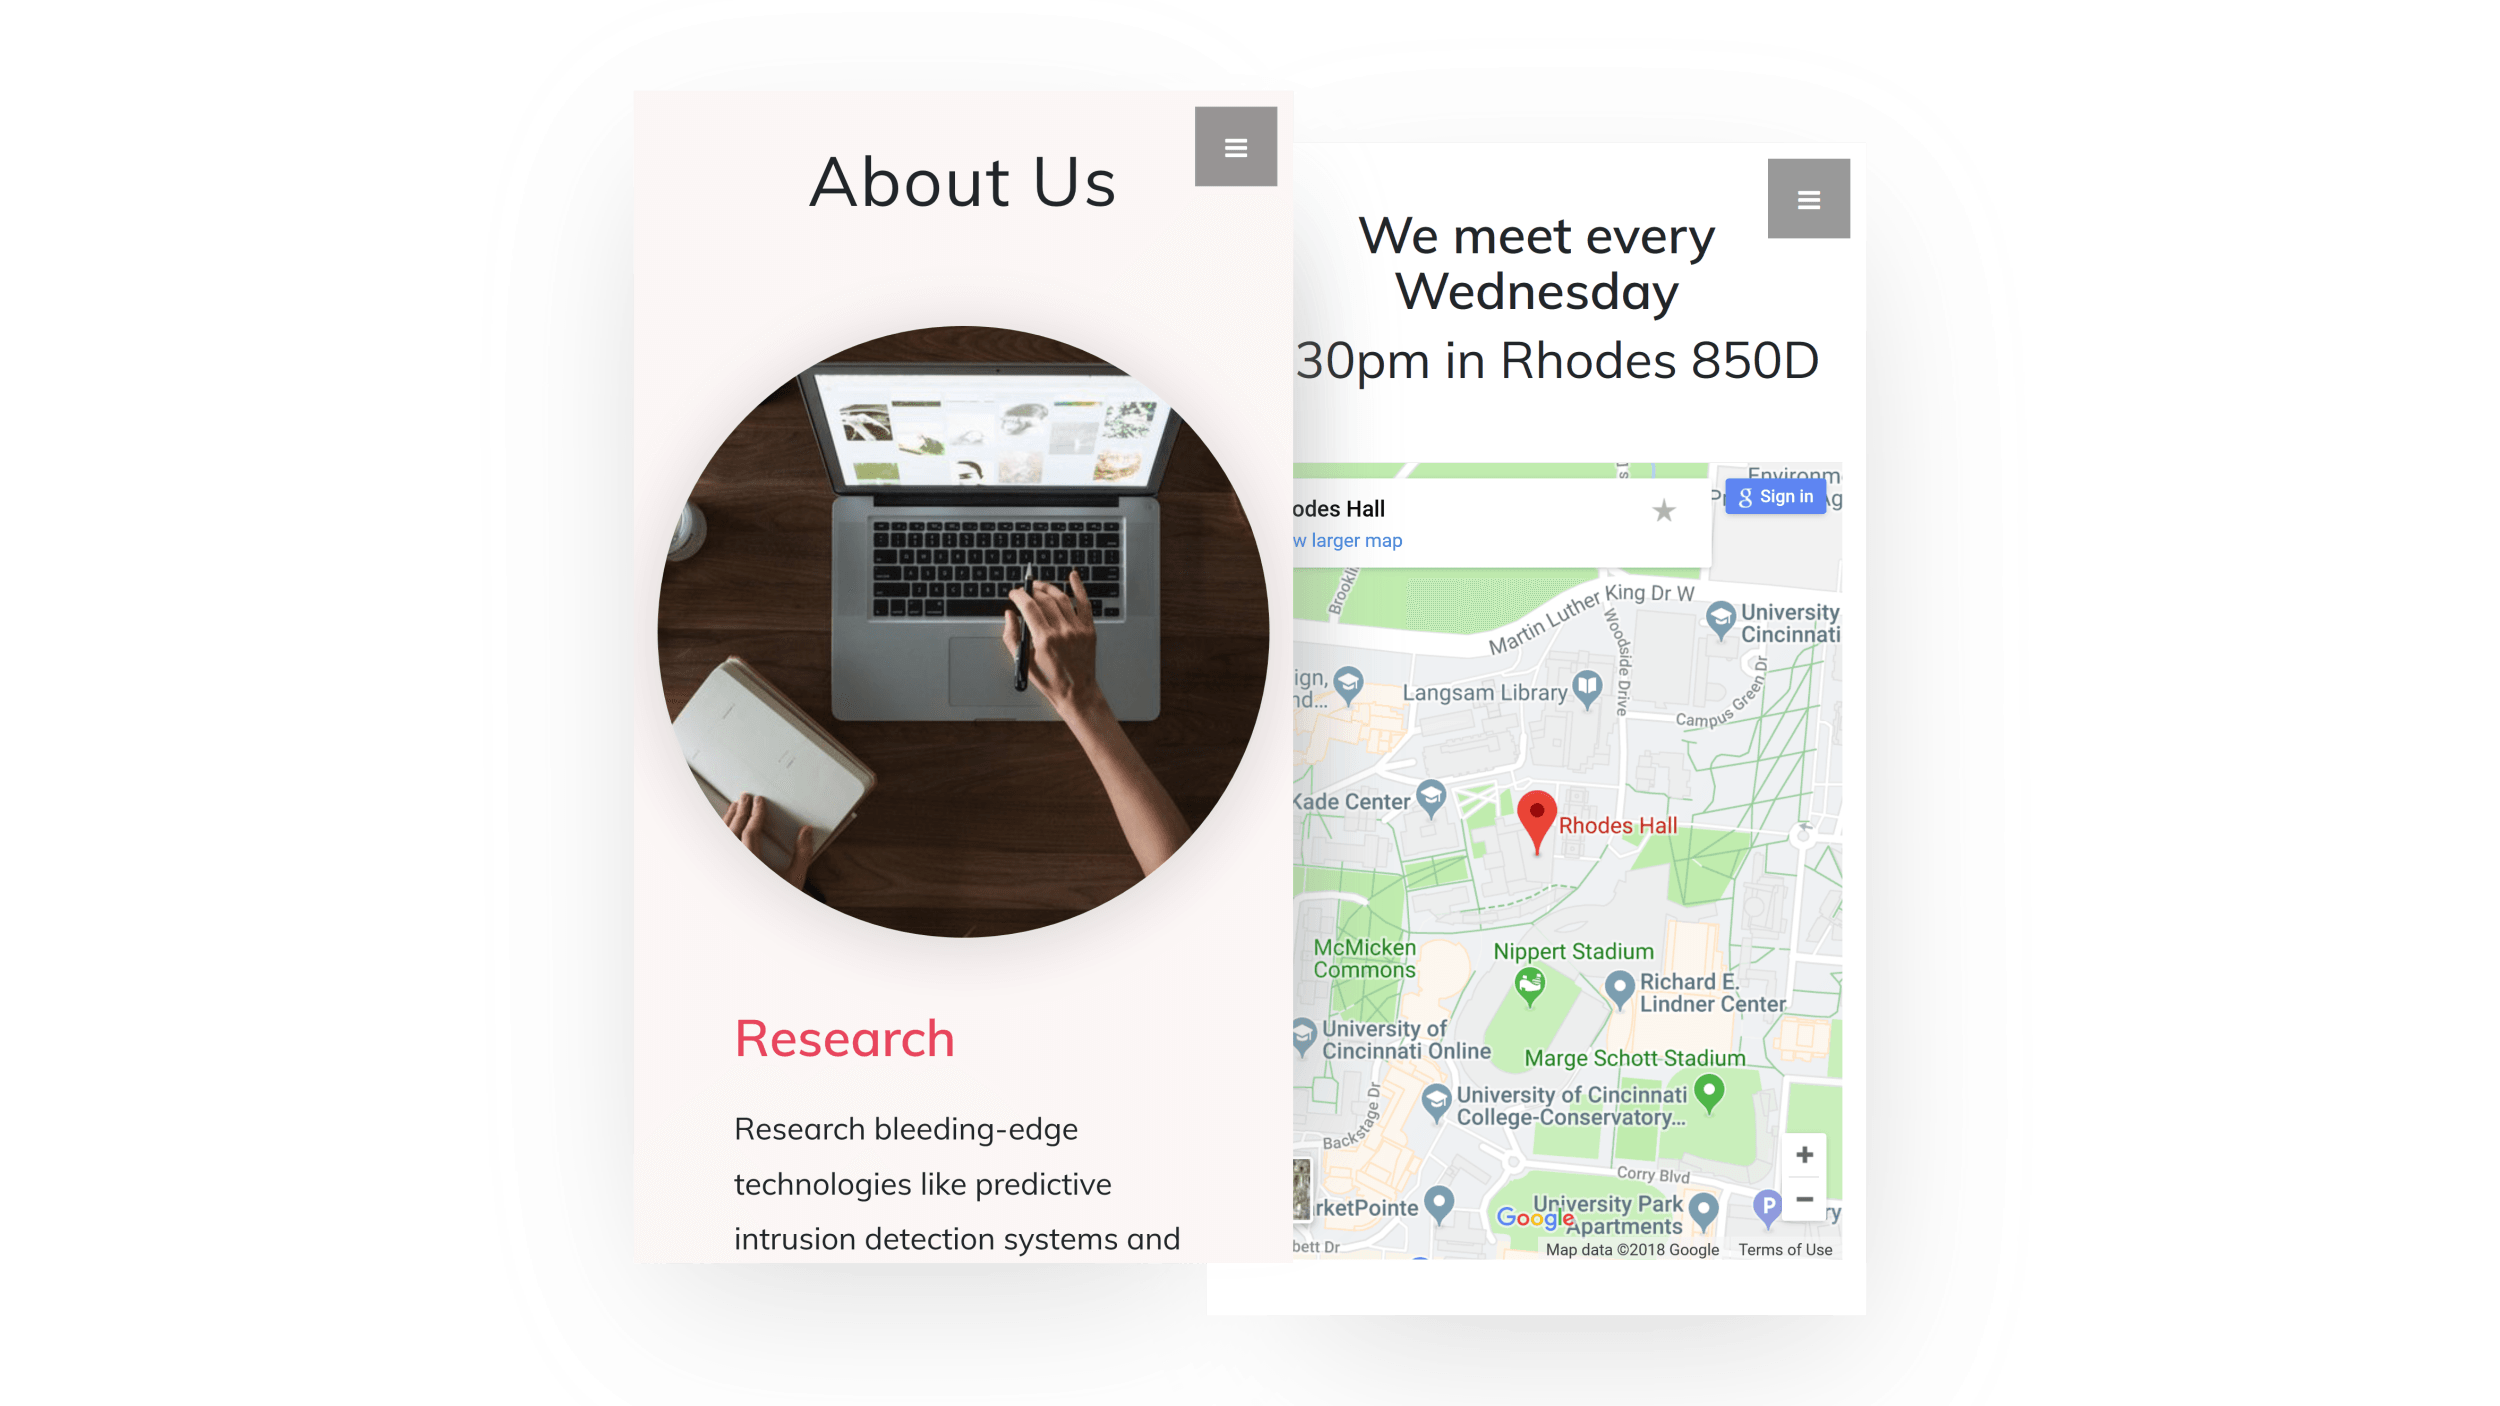 About Us
Research
Research bleeding-edge
technologies like predictive
intrusion detection systems and
We meet every
Wednesday
30pm in Rhodes 850D
Environm
Sign in
odes Hall
w larger map
Martin Luther King Dr W
Woodside Drive
University
Cincinnati
Langsam Library
Campus Green Dr
Kade Center
Rhodes Hall
McMicken
Commons
Nippert Stadium
Richard E.
Lindner Center
University of
Cincinnati Online
Marge Schott Stadium
University of Cincinnati
College-Conservatory...
Backstage Dr
Corry Blvd
rketPointe
University Park
Apartments
Google
P
bett Dr
Map data ©2018 Google
Terms of Use